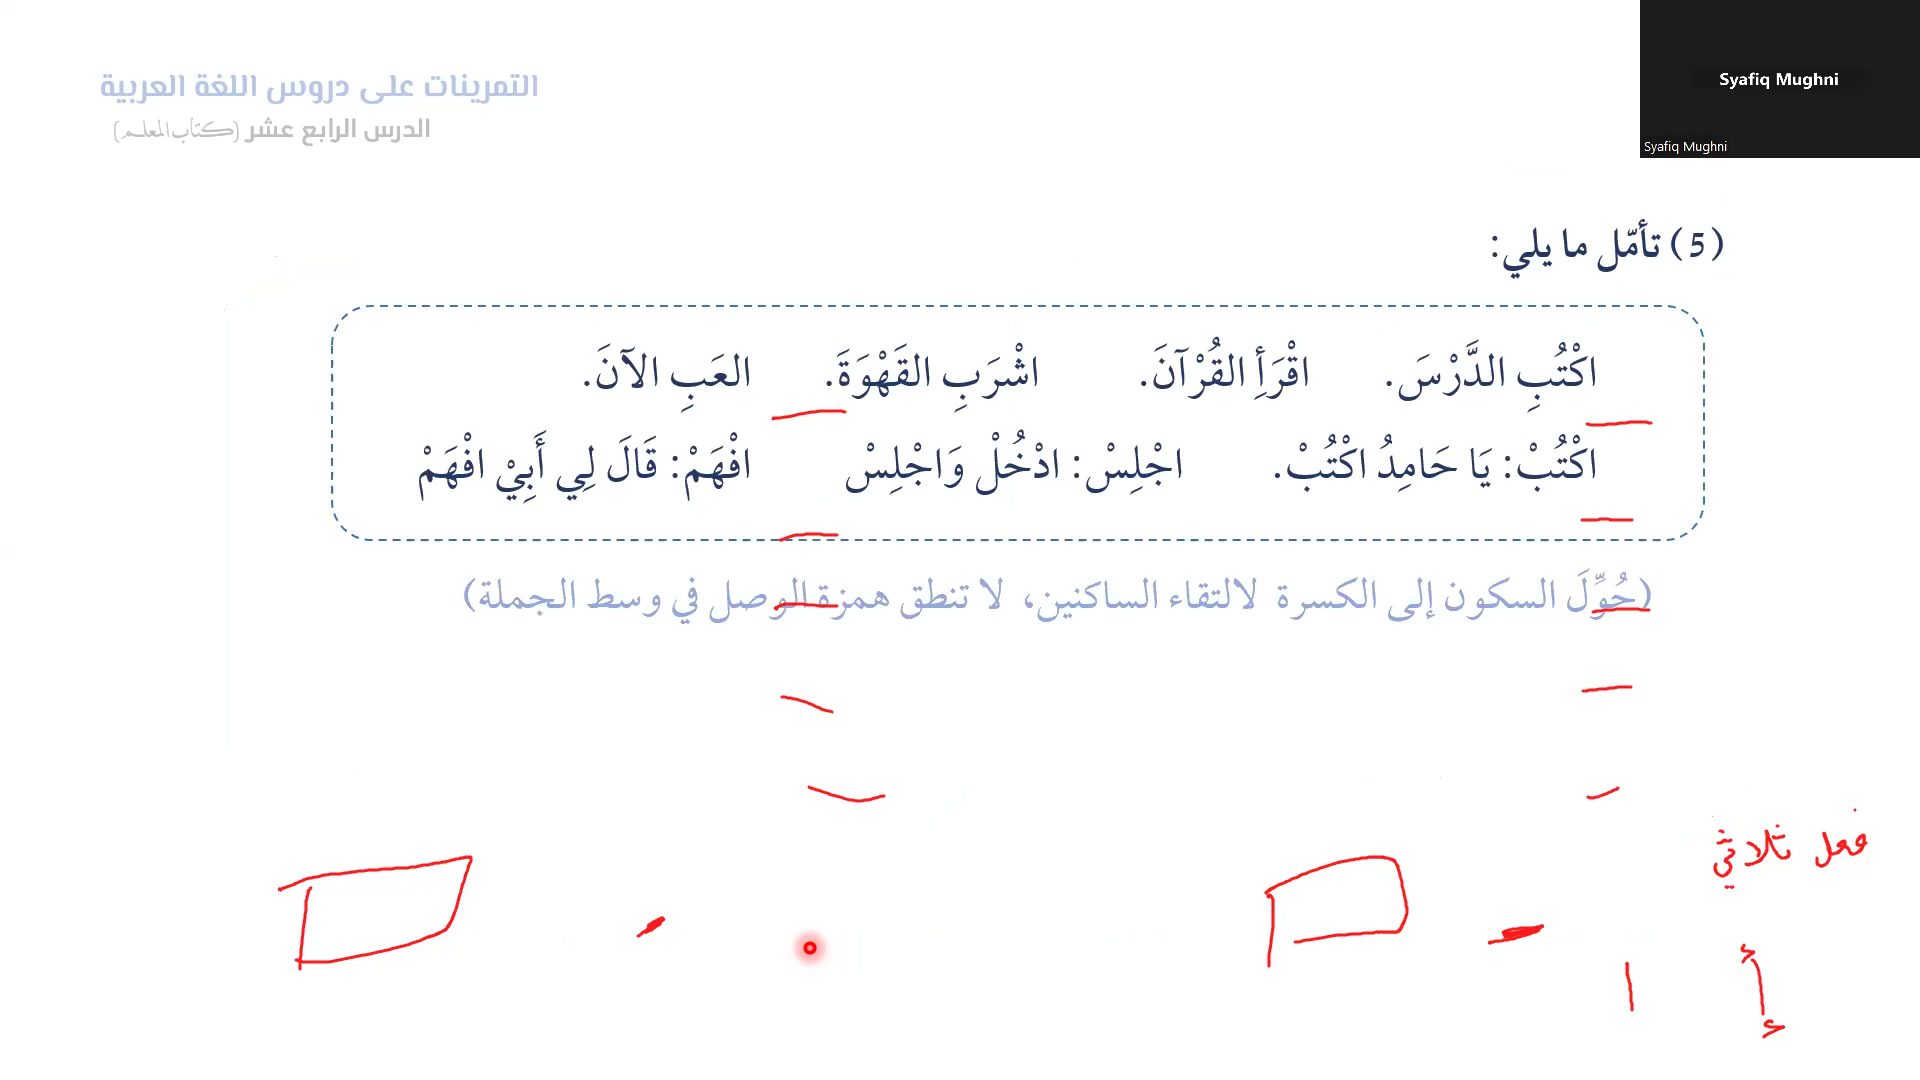 التمرينات على دروس اللغة العربية
الدرس الرابع عشر (كتاب المعلم)
Syafiq Mughni
Syafiq Mughni
(5) تأمّل ما يلي:
اكْتُبِ الدَّرْسَ. اقْرَأِ القُرْآنَ. اشْرَبِ القَهْوَةَ. العَبِ الآنَ.
اكْتُبْ: يَا حَامِدُ اكْتُبْ. اجْلِسْ: ادْخُلْ وَاجْلِسْ افْهَمْ: قَالَ لِي أَبِيْ افْهَمْ
(حُوِّلَ السكون إلى الكسرة لالتقاء الساكنين، لا تنطق همزة الوصل في وسط الجملة)
فعل ثلاثي
ا أ